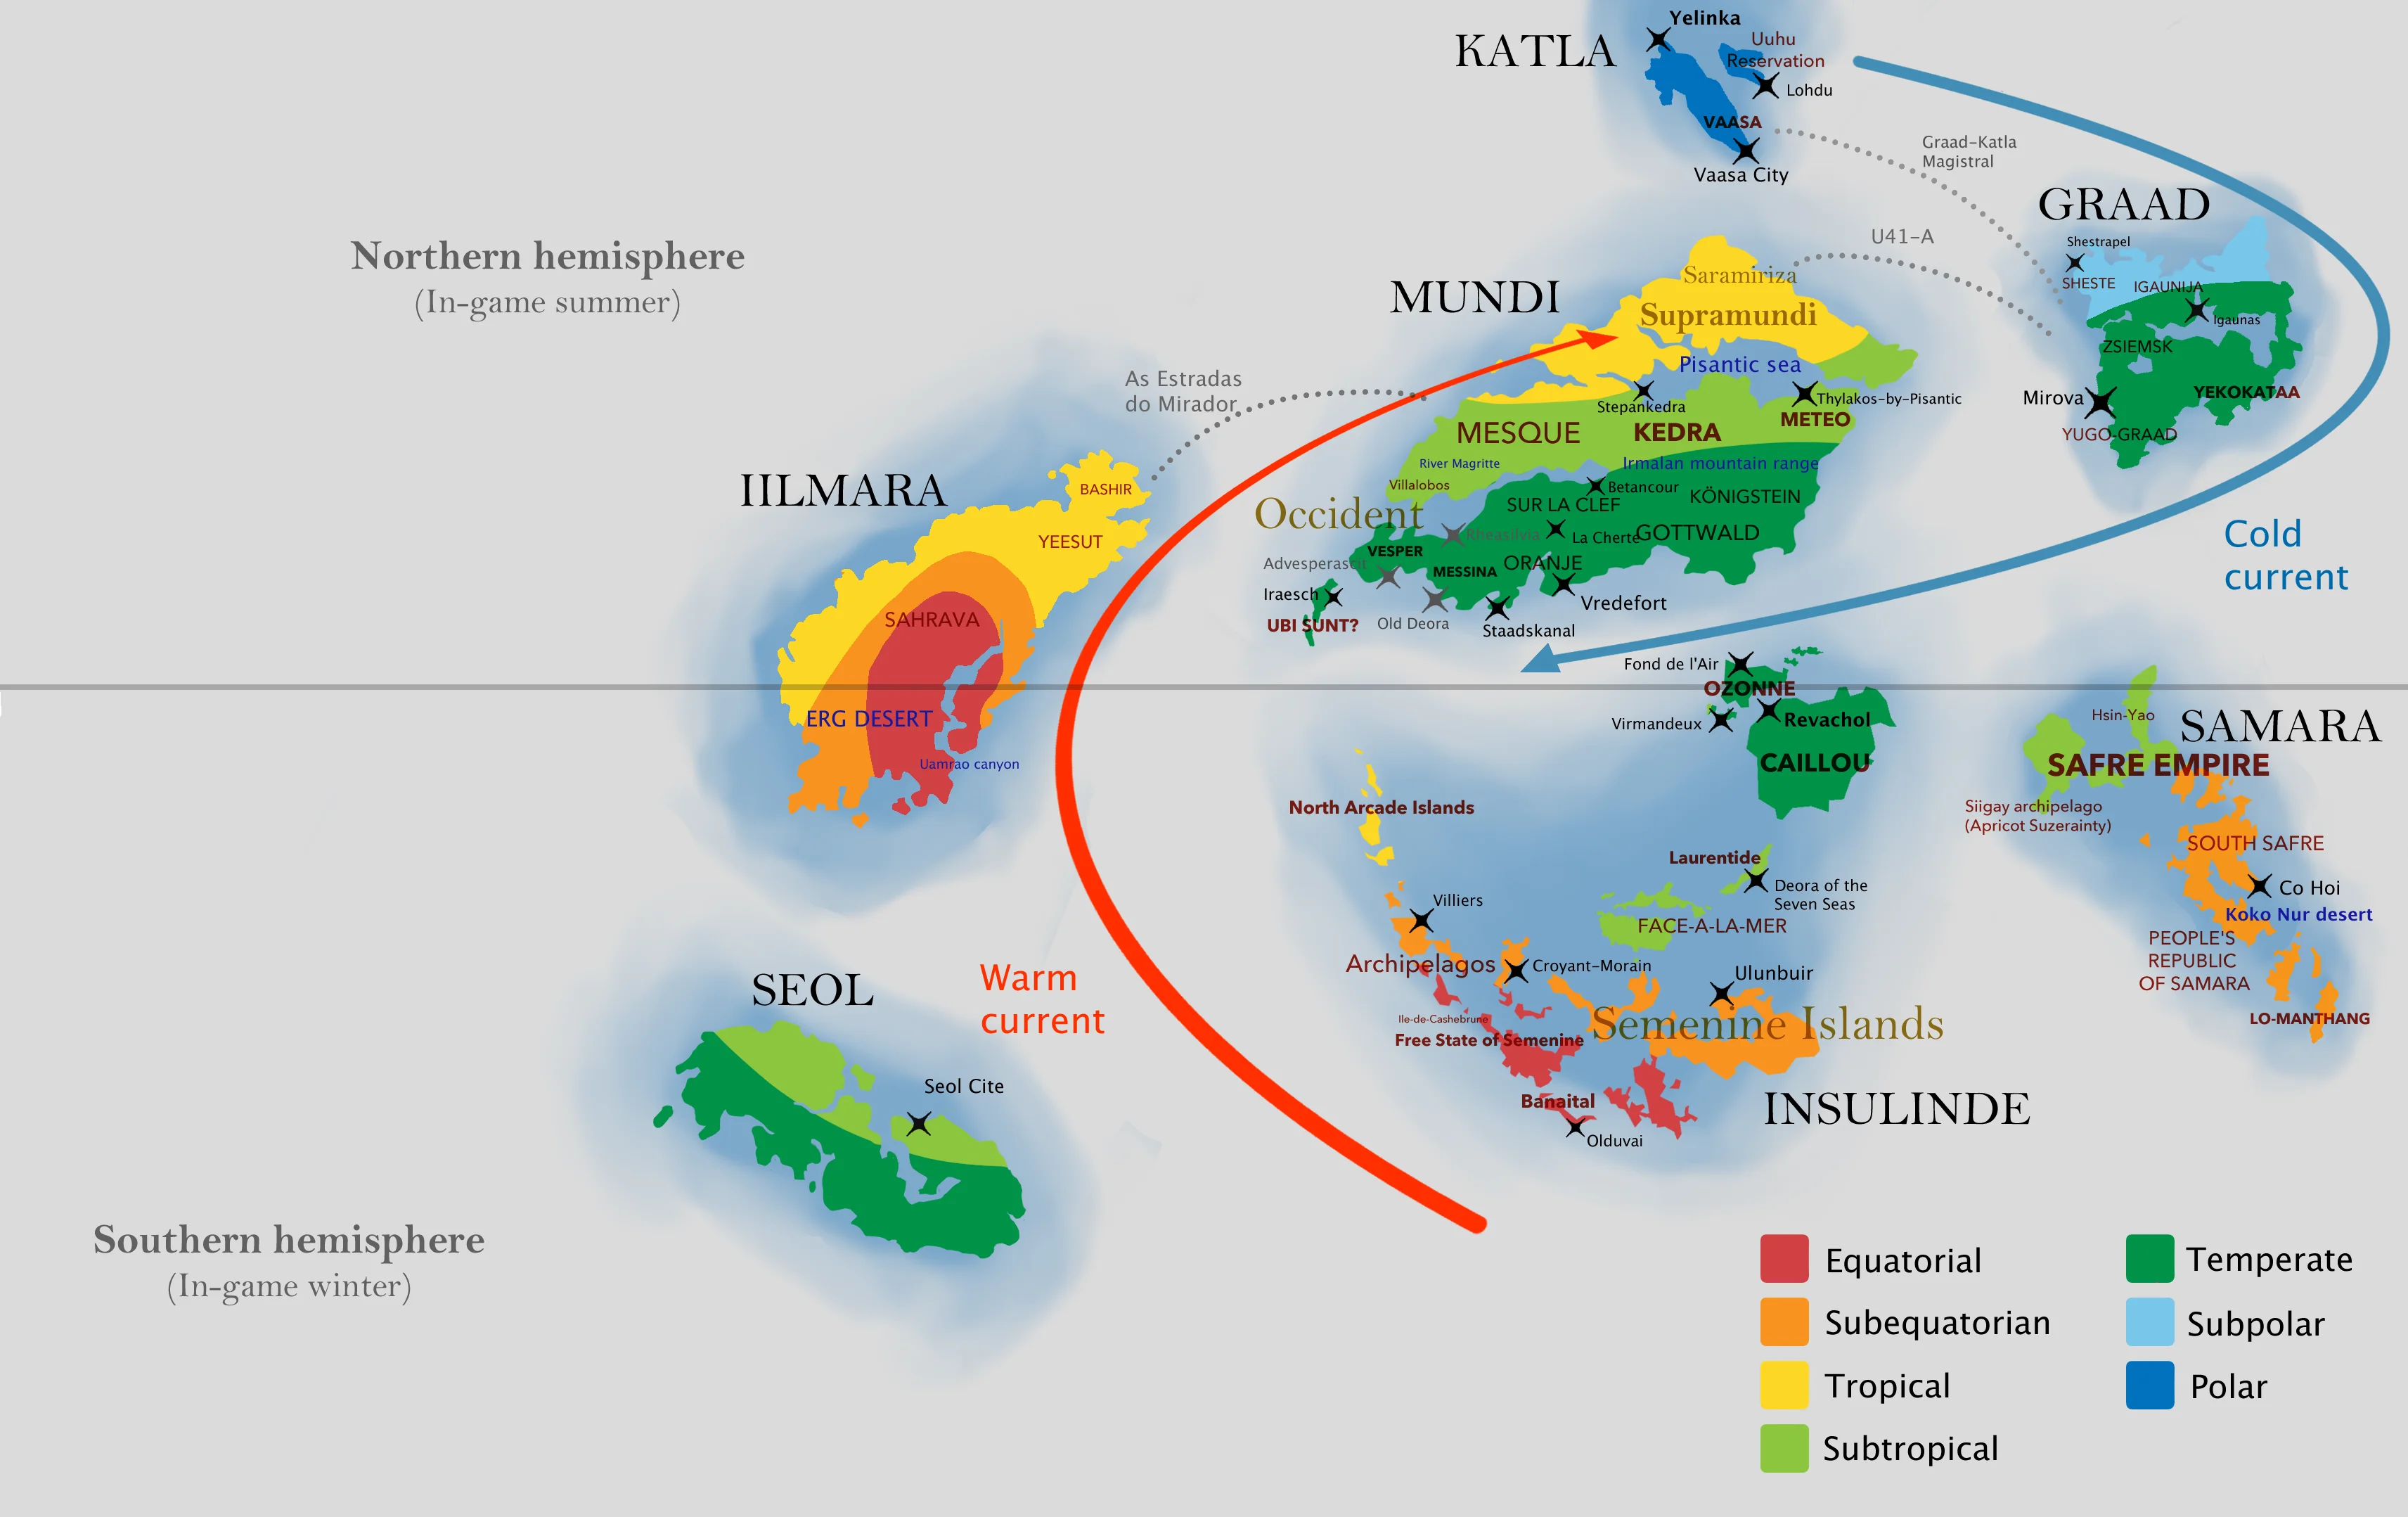 Yelinka
KATLA
Uuhu
Reservation
Lohdu
VAASA
Vaasa City
Graad-Katla
Magistral
GRAAD
Shestrapel
SHESTE
IGAUNIJA
Igaunas
ZSIEMSK
Mirova
YEKOKATAA
YUGO-GRAAD
U41-A
Northern hemisphere
(In-game summer)
MUNDI
Saramiriza
Supramundi
Pisantic sea
As Estradas
do Mirador
Stepankedra
Thylakos-by-Pisantic
MESQUE
KEDRA
METEO
River Magritte
Irmalan mountain range
Villalobos
Betancour
KÖNIGSTEIN
SUR LA CLEF
Occident
Rheasilvia
La Cherte
GOTTWALD
VESPER
Advesperascit
MESSINA
ORANJE
Iraesch
Vredefort
UBI SUNT?
Old Deora
Staadskanal
IILMARA
BASHIR
YEESUT
SAHRAVA
ERG DESERT
Uamrao canyon
Cold
current
Fond de l'Air
OZONNE
Virmandeux
Revachol
CAILLOU
Hsin-Yao
SAMARA
SAFRE EMPIRE
Siigay archipelago
(Apricot Suzerainty)
SOUTH SAFRE
Co Hoi
Koko Nur desert
PEOPLE'S
REPUBLIC
OF SAMARA
LO-MANTHANG
North Arcade Islands
Laurentide
Deora of the
Seven Seas
Villiers
FACE-A-LA-MER
Archipelagos
Croyant-Morain
Ulunbuir
Ile-de-Cashebrune
Semenine Islands
Free State of Semenine
Banaital
Olduvai
INSULINDE
SEOL
Warm
current
Seol Cite
Southern hemisphere
(In-game winter)
Equatorial
Subequatorian
Tropical
Subtropical
Temperate
Subpolar
Polar